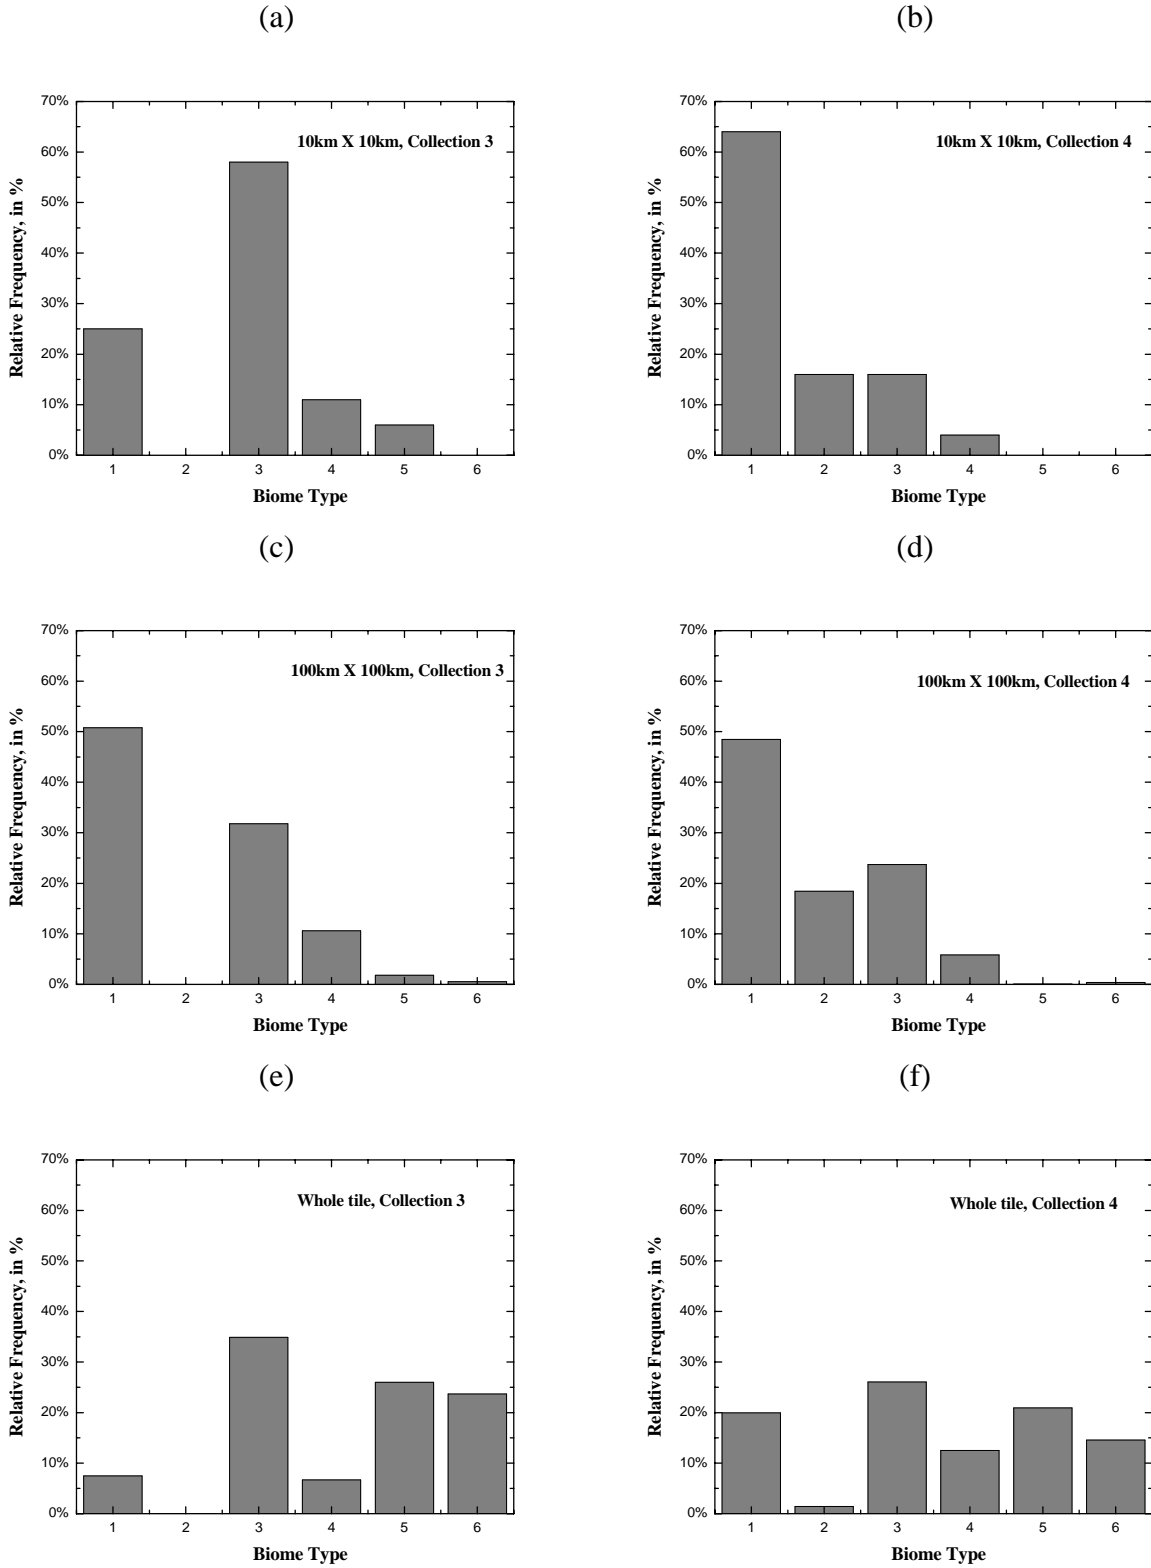 (a)
70%
60%
50%
40%
30%
20%
10%
0%
Relative Frequency, in %
10km X 10km, Collection 3
1 2 3 4 5 6
Biome Type
(b)
70%
60%
50%
40%
30%
20%
10%
0%
Relative Frequency, in %
10km X 10km, Collection 4
1 2 3 4 5 6
Biome Type
(c)
70%
60%
50%
40%
30%
20%
10%
0%
Relative Frequency, in %
100km X 100km, Collection 3
1 2 3 4 5 6
Biome Type
(d)
70%
60%
50%
40%
30%
20%
10%
0%
Relative Frequency, in %
100km X 100km, Collection 4
1 2 3 4 5 6
Biome Type
(e)
70%
60%
50%
40%
30%
20%
10%
0%
Relative Frequency, in %
Whole tile, Collection 3
1 2 3 4 5 6
Biome Type
(f)
70%
60%
50%
40%
30%
20%
10%
0%
Relative Frequency, in %
Whole tile, Collection 4
1 2 3 4 5 6
Biome Type